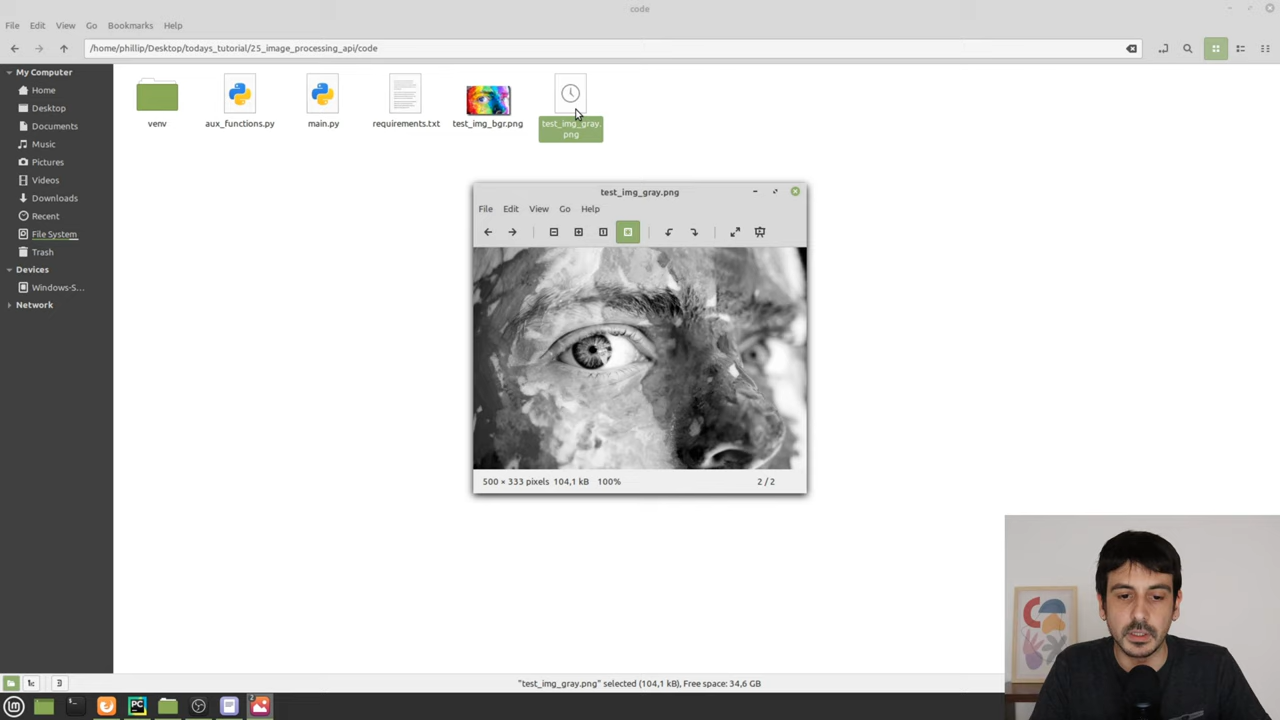 code
File Edit View Go Bookmarks Help
/home/phillip/Desktop/todays_tutorial/25_image_processing_api/code
My Computer
Home
Desktop
Documents
Music
Pictures
Videos
Downloads
Recent
File System
Trash
Devices
Windows-S...
Network
venv
aux_functions.py
main.py
requirements.txt
test_img_bgr.png
test_img_gray.
png
test_img_gray.png
File Edit View Go Help
500 × 333 pixels 104,1 kB 100% 2 / 2
"test_img_gray.png" selected (104,1 kB), Free space: 34,6 GB
PC
2